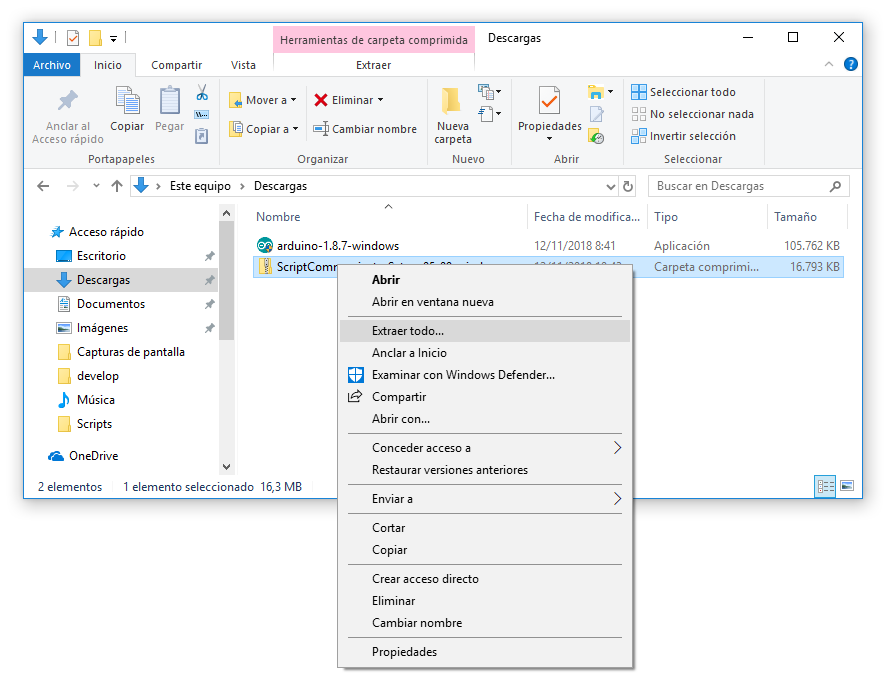 Herramientas de carpeta comprimida
Descargas
Archivo
Inicio
Compartir
Vista
Extraer
Anclar al
Acceso rápido
Copiar
Pegar
Portapapeles
Mover a
Copiar a
Eliminar
Cambiar nombre
Organizar
Nueva
carpeta
Nuevo
Propiedades
Abrir
Seleccionar todo
No seleccionar nada
Invertir selección
Seleccionar
Este equipo
Descargas
Buscar en Descargas
Nombre
Fecha de modifica...
Tipo
Tamaño
arduino-1.8.7-windows
12/11/2018 8:41
Aplicación
105.762 KB
Carpeta comprimi...
16.793 KB
Acceso rápido
Escritorio
Descargas
Documentos
Imágenes
Capturas de pantalla
develop
Música
Scripts
OneDrive
2 elementos
1 elemento seleccionado
16,3 MB
Abrir
Abrir en ventana nueva
Extraer todo...
Anclar a Inicio
Examinar con Windows Defender...
Compartir
Abrir con...
Conceder acceso a
Restaurar versiones anteriores
Enviar a
Cortar
Copiar
Crear acceso directo
Eliminar
Cambiar nombre
Propiedades